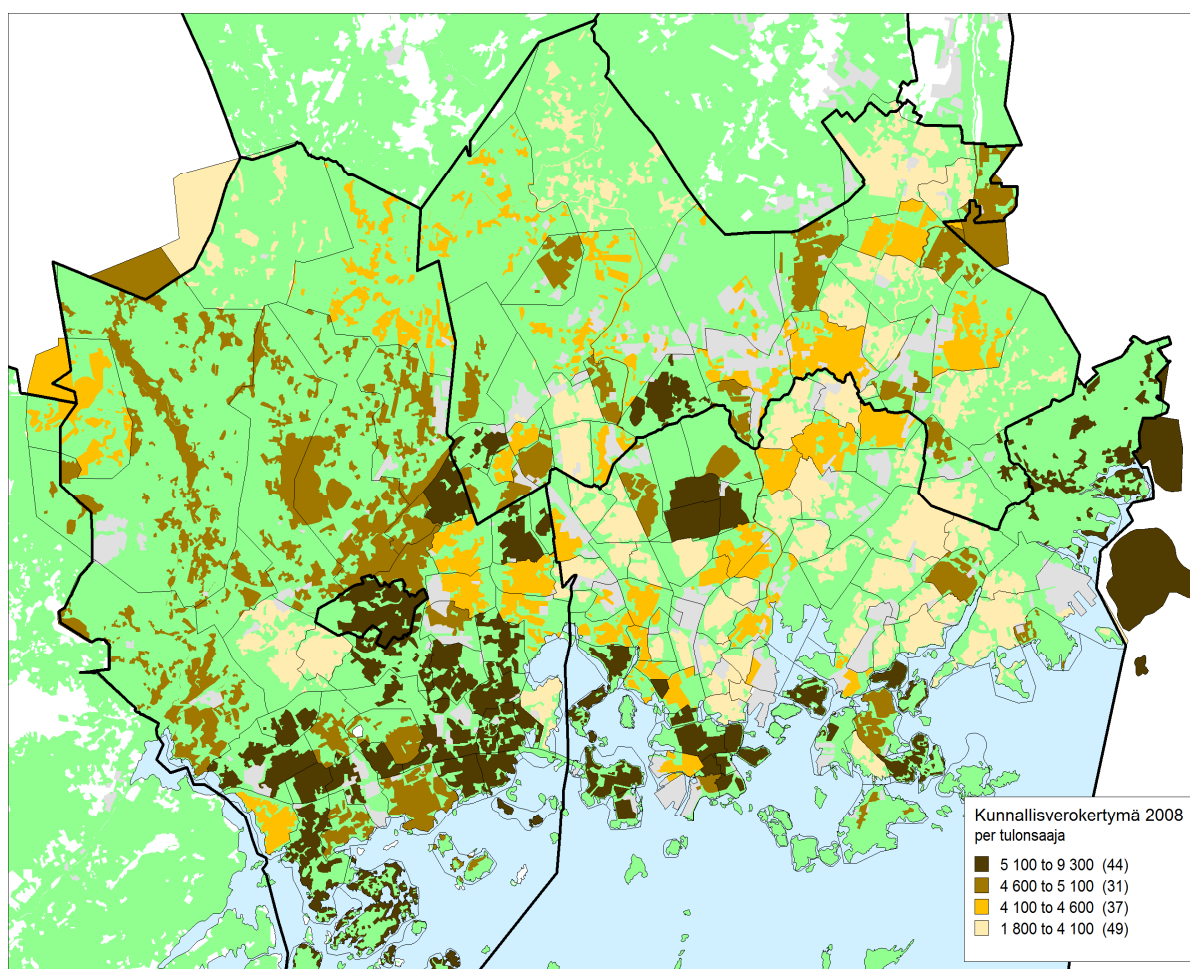 Kunnallisverokertymä 2008
per tulonsaaja
5 100 to 9 300 (44)
4 600 to 5 100 (31)
4 100 to 4 600 (37)
1 800 to 4 100 (49)